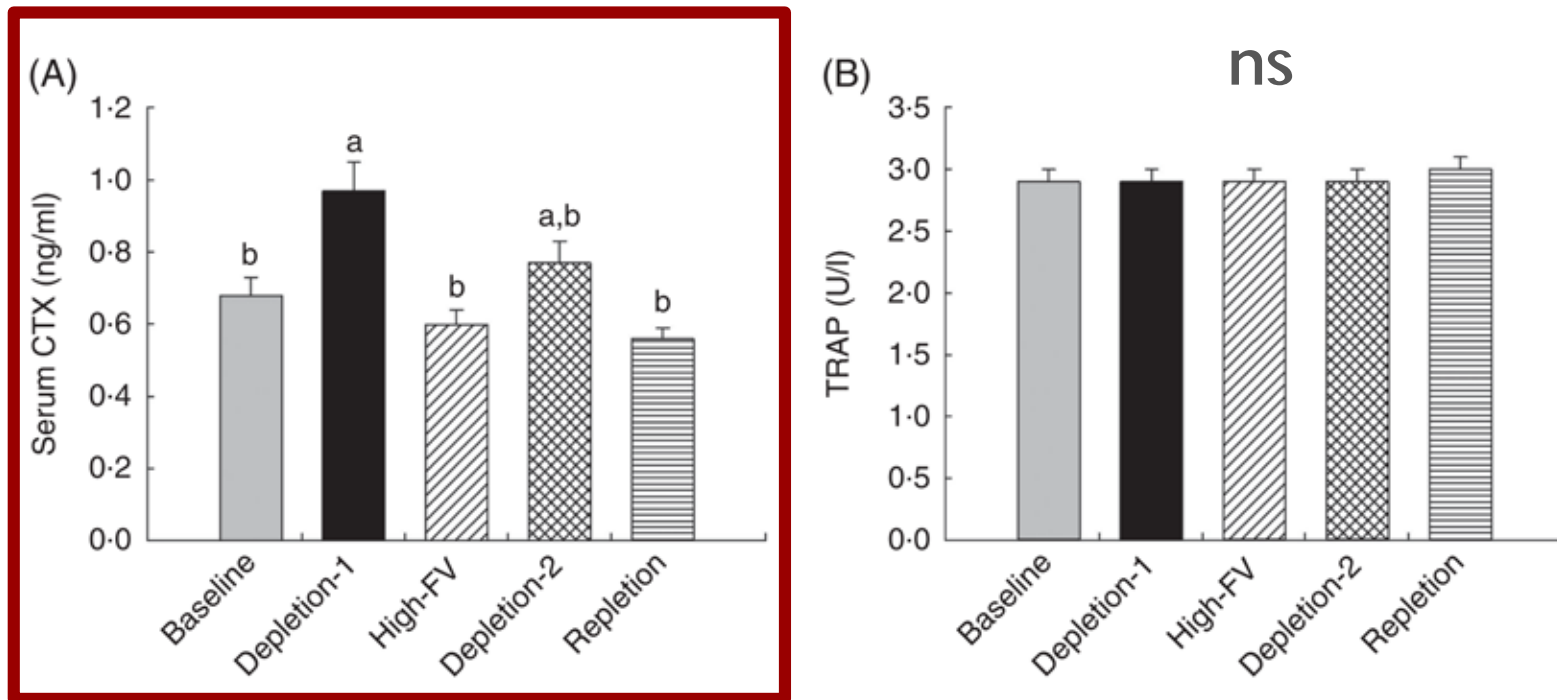 (A)
Serum CTX (ng/ml)
1·2
1·0
0·8
0·6
0·4
0·2
0·0
b
a
b
a,b
b
Baseline
Depletion-1
High-FV
Depletion-2
Repletion
(B)
ns
TRAP (U/l)
3·5
3·0
2·5
2·0
1·5
1·0
0·5
0·0
Baseline
Depletion-1
High-FV
Depletion-2
Repletion